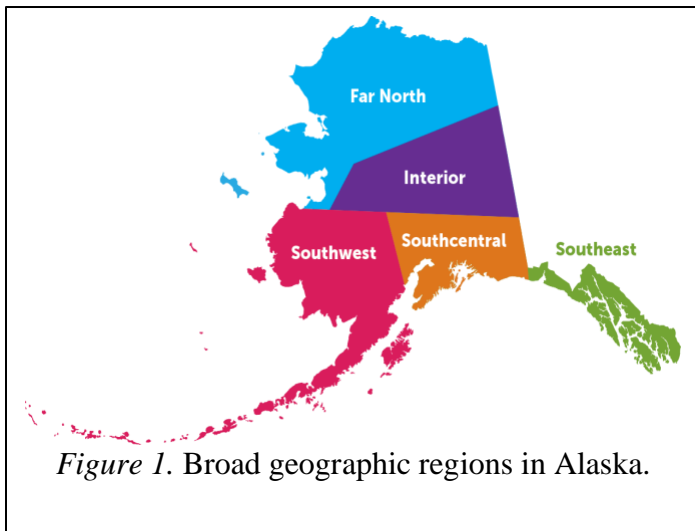 Far North
Interior
Southwest
Southcentral
Southeast
Figure 1. Broad geographic regions in Alaska.